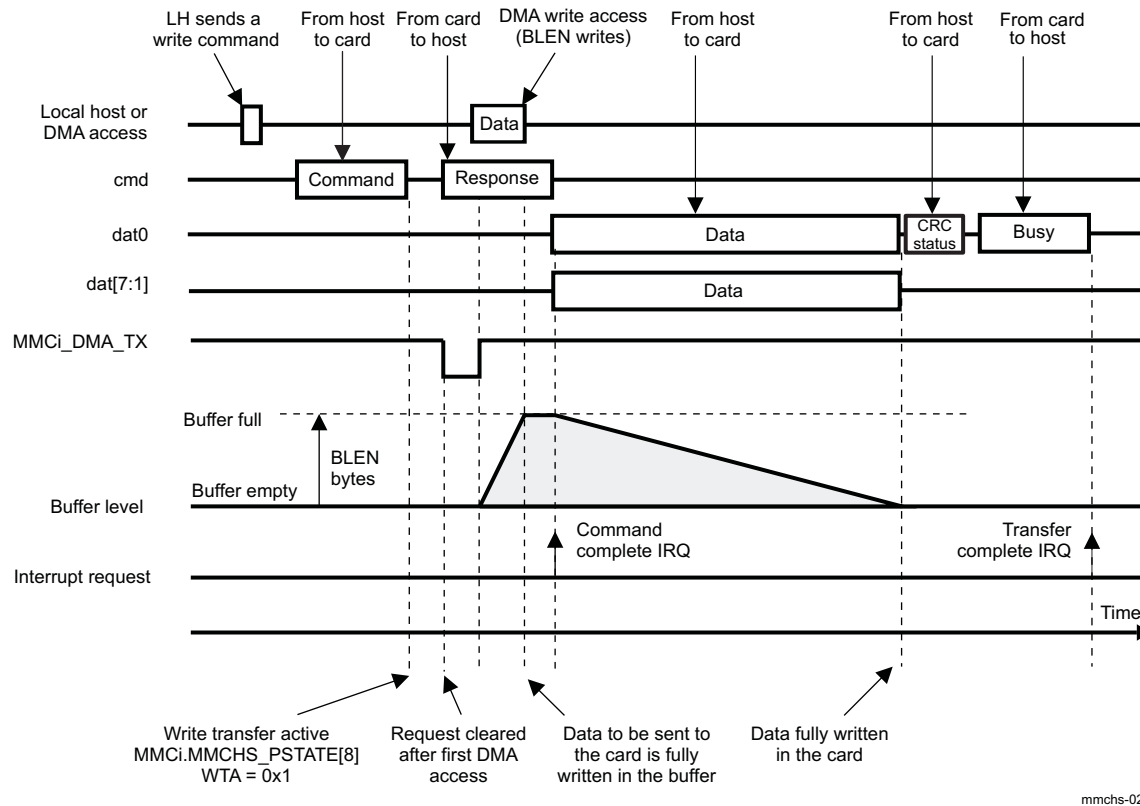 LH sends a
write command
From host
to card
From card
to host
DMA write access
(BLEN writes)
From host
to card
From host
to card
From card
to host
Local host or
DMA access
Data
cmd
Command
Response
dat0
Data
CRC
status
Busy
dat[7:1]
Data
MMCi_DMA_TX
Buffer full
BLEN
bytes
Buffer empty
Buffer level
Command
complete IRQ
Transfer
complete IRQ
Interrupt request
Time
Write transfer active
MMCi.MMCHS_PSTATE[8]
WTA = 0x1
Request cleared
after first DMA
access
Data to be sent to
the card is fully
written in the buffer
Data fully written
in the card
mmchs-02